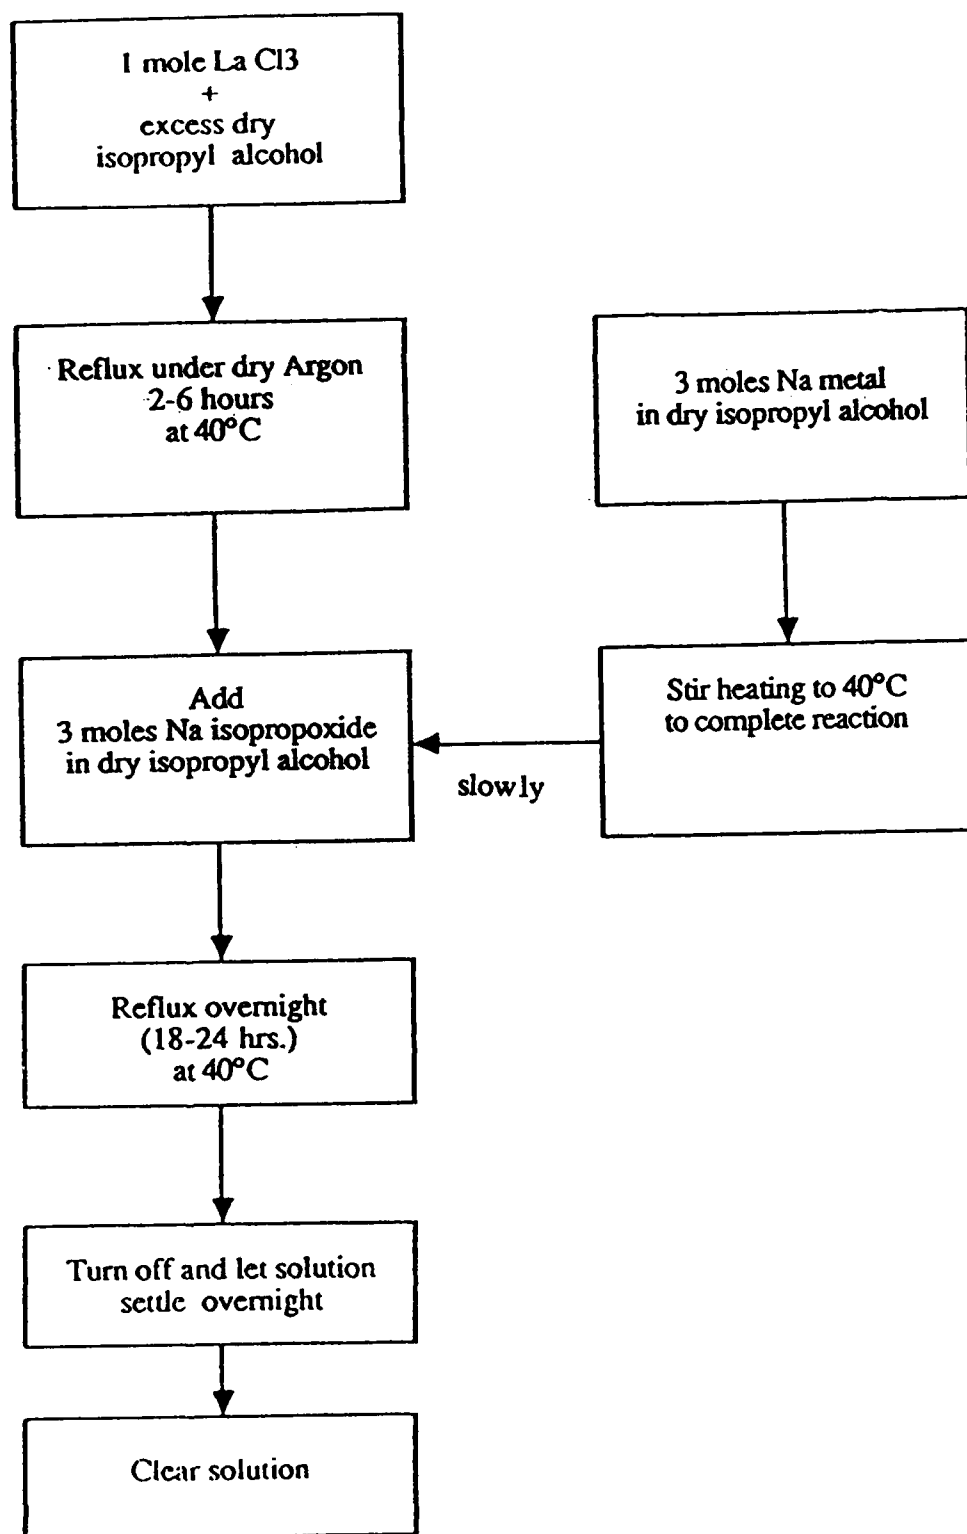 1 mole La Cl3
+
excess dry
isopropyl alcohol
Reflux under dry Argon
2-6 hours
at 40°C
3 moles Na metal
in dry isopropyl alcohol
Add
3 moles Na isopropoxide
in dry isopropyl alcohol
Stir heating to 40°C
to complete reaction
slowly
Reflux overnight
(18-24 hrs.)
at 40°C
Turn off and let solution
settle overnight
Clear solution